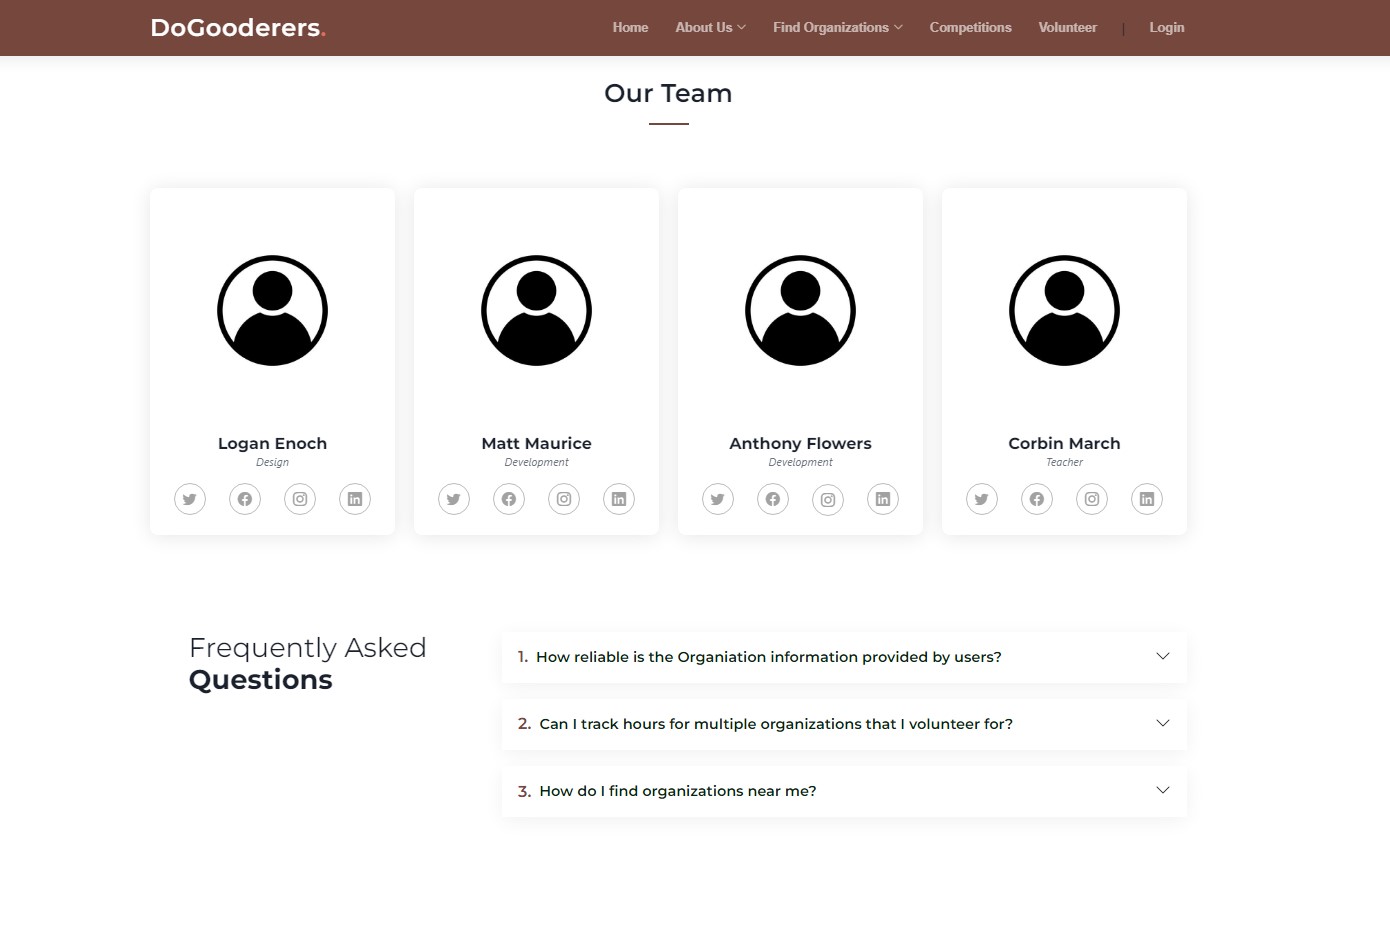 DoGooderers.
Home About Us Find Organizations Competitions Volunteer | Login
Our Team
Logan Enoch
Design
Matt Maurice
Development
Anthony Flowers
Development
Corbin March
Teacher
Frequently Asked
Questions
1. How reliable is the Organiation information provided by users?
2. Can I track hours for multiple organizations that I volunteer for?
3. How do I find organizations near me?